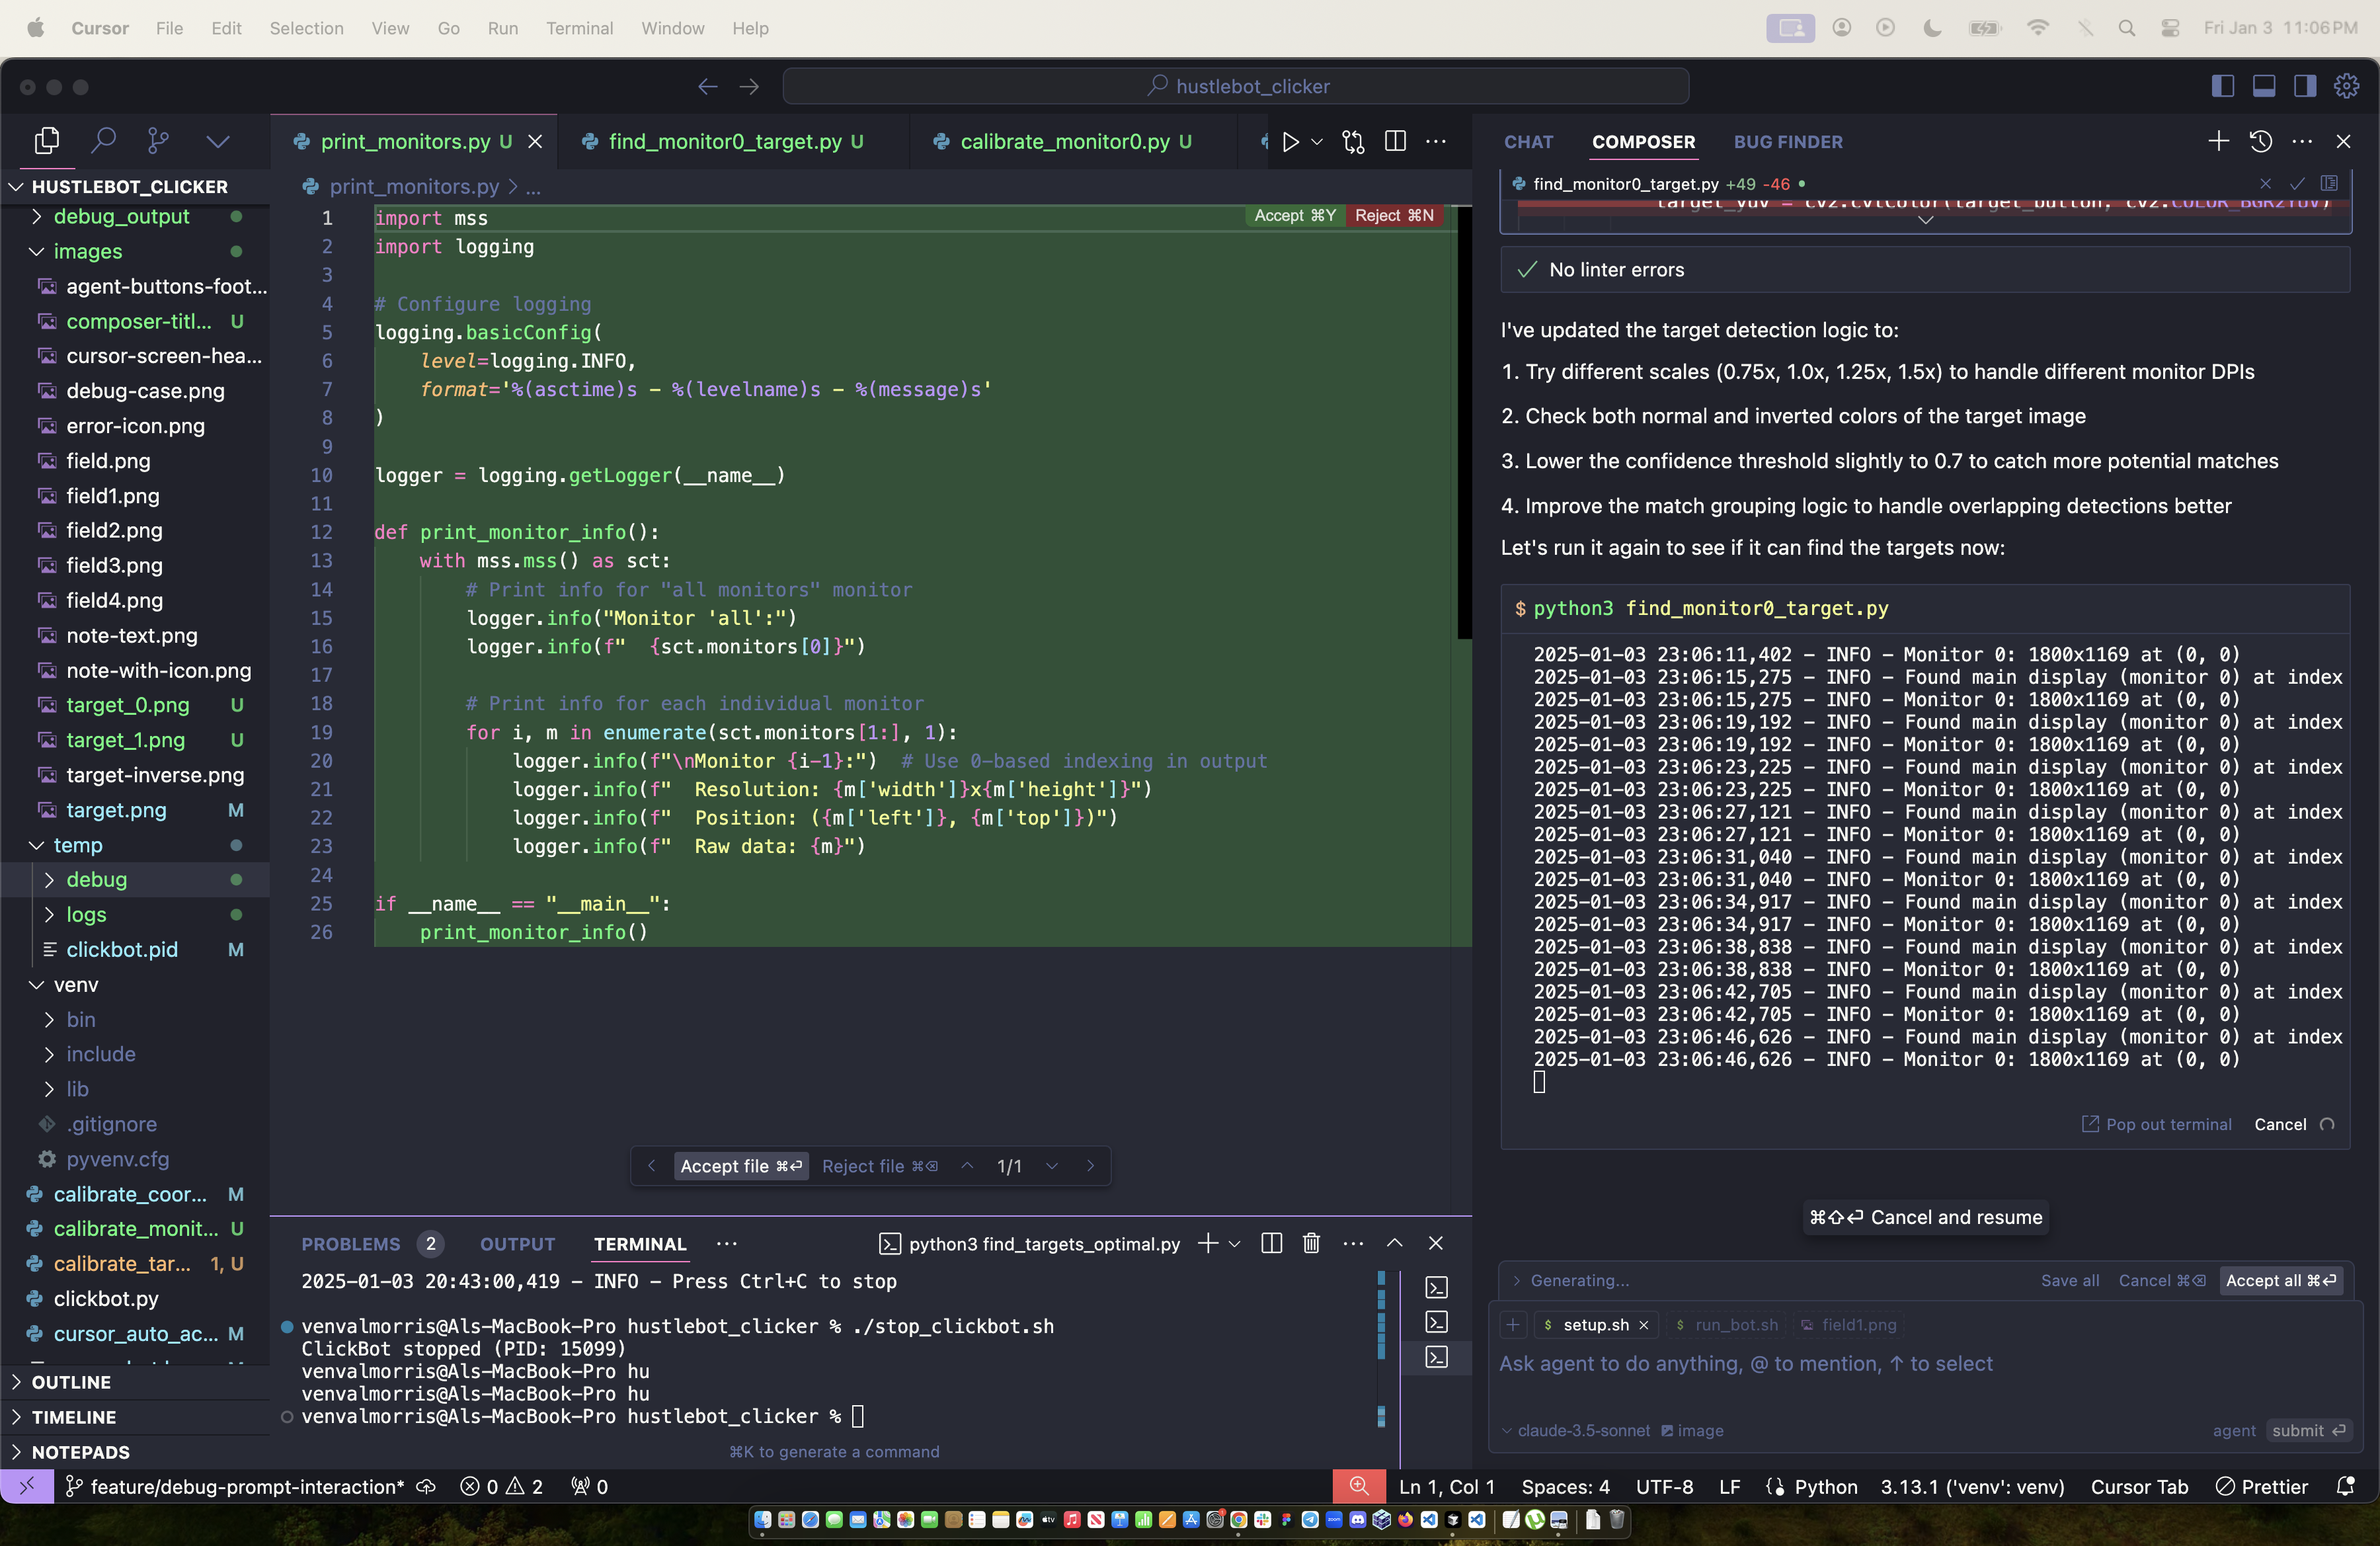 Cursor File Edit Selection View Go Run Terminal Window Help
Fri Jan 3 11:06 PM
hustlebot_clicker
HUSTLEBOT_CLICKER
debug_output
images
agent-buttons-foot...
composer-titl... U
cursor-screen-hea...
debug-case.png
error-icon.png
field.png
field1.png
field2.png
field3.png
field4.png
note-text.png
note-with-icon.png
target_0.png U
target_1.png U
target-inverse.png
target.png M
temp
debug
logs
clickbot.pid M
venv
bin
include
lib
.gitignore
pyvenv.cfg
calibrate_coor... M
calibrate_monit... U
calibrate_tar... 1, U
clickbot.py
cursor_auto_ac... M
OUTLINE
TIMELINE
NOTEPADS
print_monitors.py U
find_monitor0_target.py U
calibrate_monitor0.py U
print_monitors.py > ...
Accept ⌘Y Reject ⌘N
1 import mss
2 import logging
3
4 # Configure logging
5 logging.basicConfig(
6 level=logging.INFO,
7 format='%(asctime)s - %(levelname)s - %(message)s'
8 )
9
10 logger = logging.getLogger(__name__)
11
12 def print_monitor_info():
13 with mss.mss() as sct:
14 # Print info for "all monitors" monitor
15 logger.info("Monitor 'all':")
16 logger.info(f"  {sct.monitors[0]}")
17
18 # Print info for each individual monitor
19 for i, m in enumerate(sct.monitors[1:], 1):
20 logger.info(f"\nMonitor {i-1}:")  # Use 0-based indexing in output
21 logger.info(f"  Resolution: {m['width']}x{m['height']}")
22 logger.info(f"  Position: ({m['left']}, {m['top']})")
23 logger.info(f"  Raw data: {m}")
24
25 if __name__ == "__main__":
26 print_monitor_info()
Accept file ⌘⏎ Reject file ⌘⌫ 1/1
PROBLEMS 2 OUTPUT TERMINAL ...
python3 find_targets_optimal.py
2025-01-03 20:43:00,419 - INFO - Press Ctrl+C to stop
venvalmorris@Als-MacBook-Pro hustlebot_clicker % ./stop_clickbot.sh
ClickBot stopped (PID: 15099)
venvalmorris@Als-MacBook-Pro hu
venvalmorris@Als-MacBook-Pro hu
venvalmorris@Als-MacBook-Pro hustlebot_clicker %
⌘K to generate a command
CHAT COMPOSER BUG FINDER
find_monitor0_target.py +49 -46
target_yuv = cv2.cvtColor(target_button, cv2.COLOR_BGR2YUV)
No linter errors
I've updated the target detection logic to:
1. Try different scales (0.75x, 1.0x, 1.25x, 1.5x) to handle different monitor DPIs
2. Check both normal and inverted colors of the target image
3. Lower the confidence threshold slightly to 0.7 to catch more potential matches
4. Improve the match grouping logic to handle overlapping detections better
Let's run it again to see if it can find the targets now:
$ python3 find_monitor0_target.py
2025-01-03 23:06:11,402 - INFO - Monitor 0: 1800x1169 at (0, 0)
2025-01-03 23:06:15,275 - INFO - Found main display (monitor 0) at index
2025-01-03 23:06:15,275 - INFO - Monitor 0: 1800x1169 at (0, 0)
2025-01-03 23:06:19,192 - INFO - Found main display (monitor 0) at index
2025-01-03 23:06:19,192 - INFO - Monitor 0: 1800x1169 at (0, 0)
2025-01-03 23:06:23,225 - INFO - Found main display (monitor 0) at index
2025-01-03 23:06:23,225 - INFO - Monitor 0: 1800x1169 at (0, 0)
2025-01-03 23:06:27,121 - INFO - Found main display (monitor 0) at index
2025-01-03 23:06:27,121 - INFO - Monitor 0: 1800x1169 at (0, 0)
2025-01-03 23:06:31,040 - INFO - Found main display (monitor 0) at index
2025-01-03 23:06:31,040 - INFO - Monitor 0: 1800x1169 at (0, 0)
2025-01-03 23:06:34,917 - INFO - Found main display (monitor 0) at index
2025-01-03 23:06:34,917 - INFO - Monitor 0: 1800x1169 at (0, 0)
2025-01-03 23:06:38,838 - INFO - Found main display (monitor 0) at index
2025-01-03 23:06:38,838 - INFO - Monitor 0: 1800x1169 at (0, 0)
2025-01-03 23:06:42,705 - INFO - Found main display (monitor 0) at index
2025-01-03 23:06:42,705 - INFO - Monitor 0: 1800x1169 at (0, 0)
2025-01-03 23:06:46,626 - INFO - Found main display (monitor 0) at index
2025-01-03 23:06:46,626 - INFO - Monitor 0: 1800x1169 at (0, 0)
Pop out terminal Cancel
⌘⇧⏎ Cancel and resume
Generating... Save all Cancel ⌘⌫ Accept all ⌘⏎
+ $ setup.sh × $ run_bot.sh field1.png
Ask agent to do anything, @ to mention, ↑ to select
claude-3.5-sonnet image agent submit ⏎
feature/debug-prompt-interaction* 0 2 0 Ln 1, Col 1 Spaces: 4 UTF-8 LF Python 3.13.1 ('venv': venv) Cursor Tab Prettier